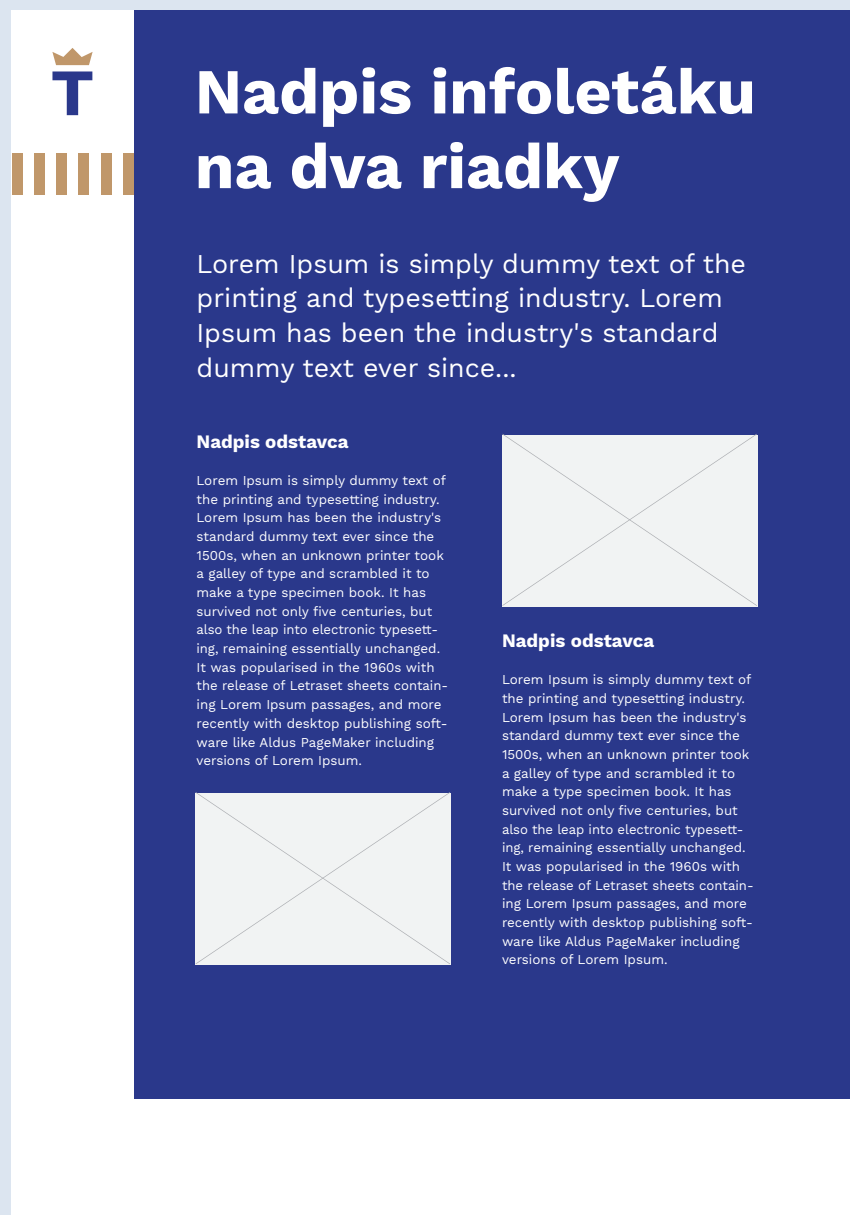 T
Nadpis infoletáku
na dva riadky
Lorem Ipsum is simply dummy text of the
printing and typesetting industry. Lorem
Ipsum has been the industry's standard
dummy text ever since...
Nadpis odstavca
Lorem Ipsum is simply dummy text of
the printing and typesetting industry.
Lorem Ipsum has been the industry's
standard dummy text ever since the
1500s, when an unknown printer took
a galley of type and scrambled it to
make a type specimen book. It has
survived not only five centuries, but
also the leap into electronic typesett-
ing, remaining essentially unchanged.
It was popularised in the 1960s with
the release of Letraset sheets contain-
ing Lorem Ipsum passages, and more
recently with desktop publishing soft-
ware like Aldus PageMaker including
versions of Lorem Ipsum.
Nadpis odstavca
Lorem Ipsum is simply dummy text of
the printing and typesetting industry.
Lorem Ipsum has been the industry's
standard dummy text ever since the
1500s, when an unknown printer took
a galley of type and scrambled it to
make a type specimen book. It has
survived not only five centuries, but
also the leap into electronic typesett-
ing, remaining essentially unchanged.
It was popularised in the 1960s with
the release of Letraset sheets contain-
ing Lorem Ipsum passages, and more
recently with desktop publishing soft-
ware like Aldus PageMaker including
versions of Lorem Ipsum.